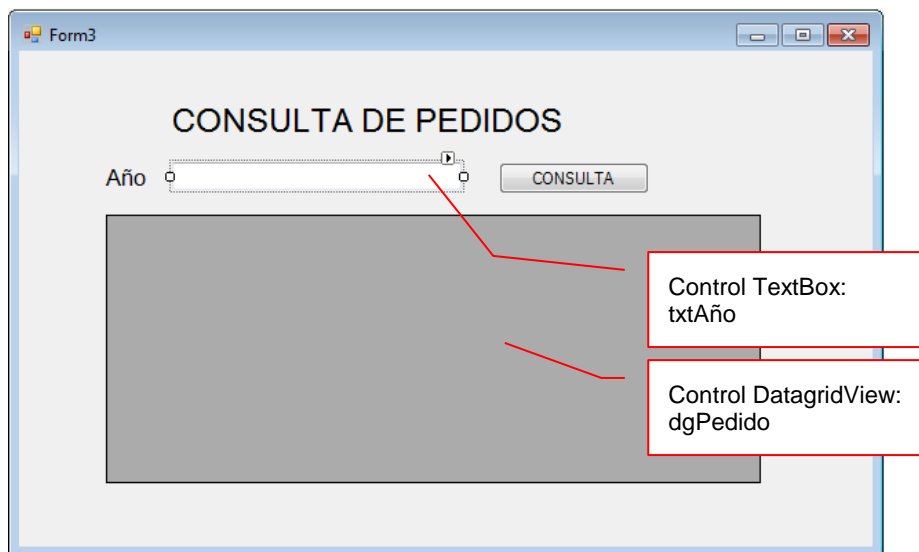 Form3
CONSULTA DE PEDIDOS
Año
CONSULTA
Control TextBox:
txtAño
Control DatagridView:
dgPedido